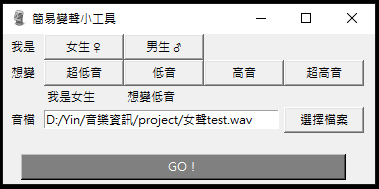 簡易變聲小工具
我是 女生♀ 男生♂
想變 超低音 低音 高音 超高音
我是女生 想變低音
音檔 D:/Yin/音樂資訊/project/女聲test.wav 選擇檔案
GO！